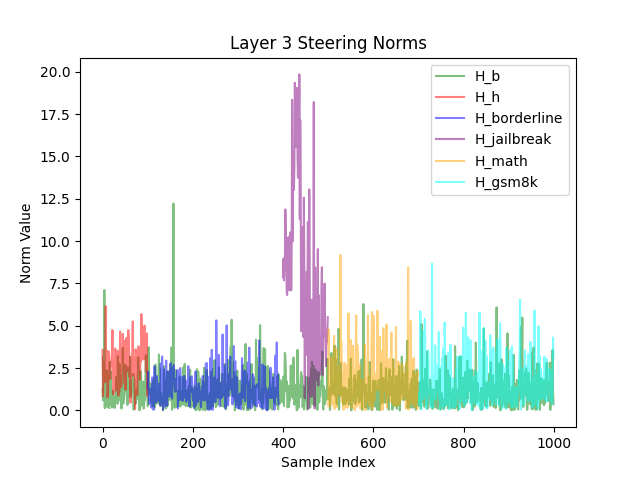 Layer 3 Steering Norms
20.0
17.5
15.0
12.5
10.0
7.5
5.0
2.5
0.0
Norm Value
H_b
H_h
H_borderline
H_jailbreak
H_math
H_gsm8k
0 200 400 600 800 1000
Sample Index